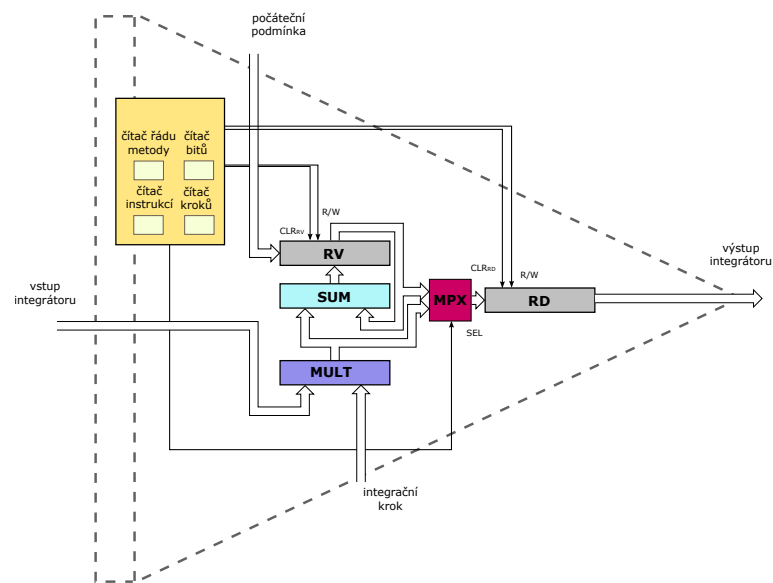 počáteční
podmínka
čítač řádu
metody
čítač
bitů
čítač
instrukcí
čítač
kroků
R/W
CLRRV
RV
SUM
MULT
MPX
SEL
CLRRD
R/W
RD
výstup
integrátoru
vstup
integrátoru
integrační
krok